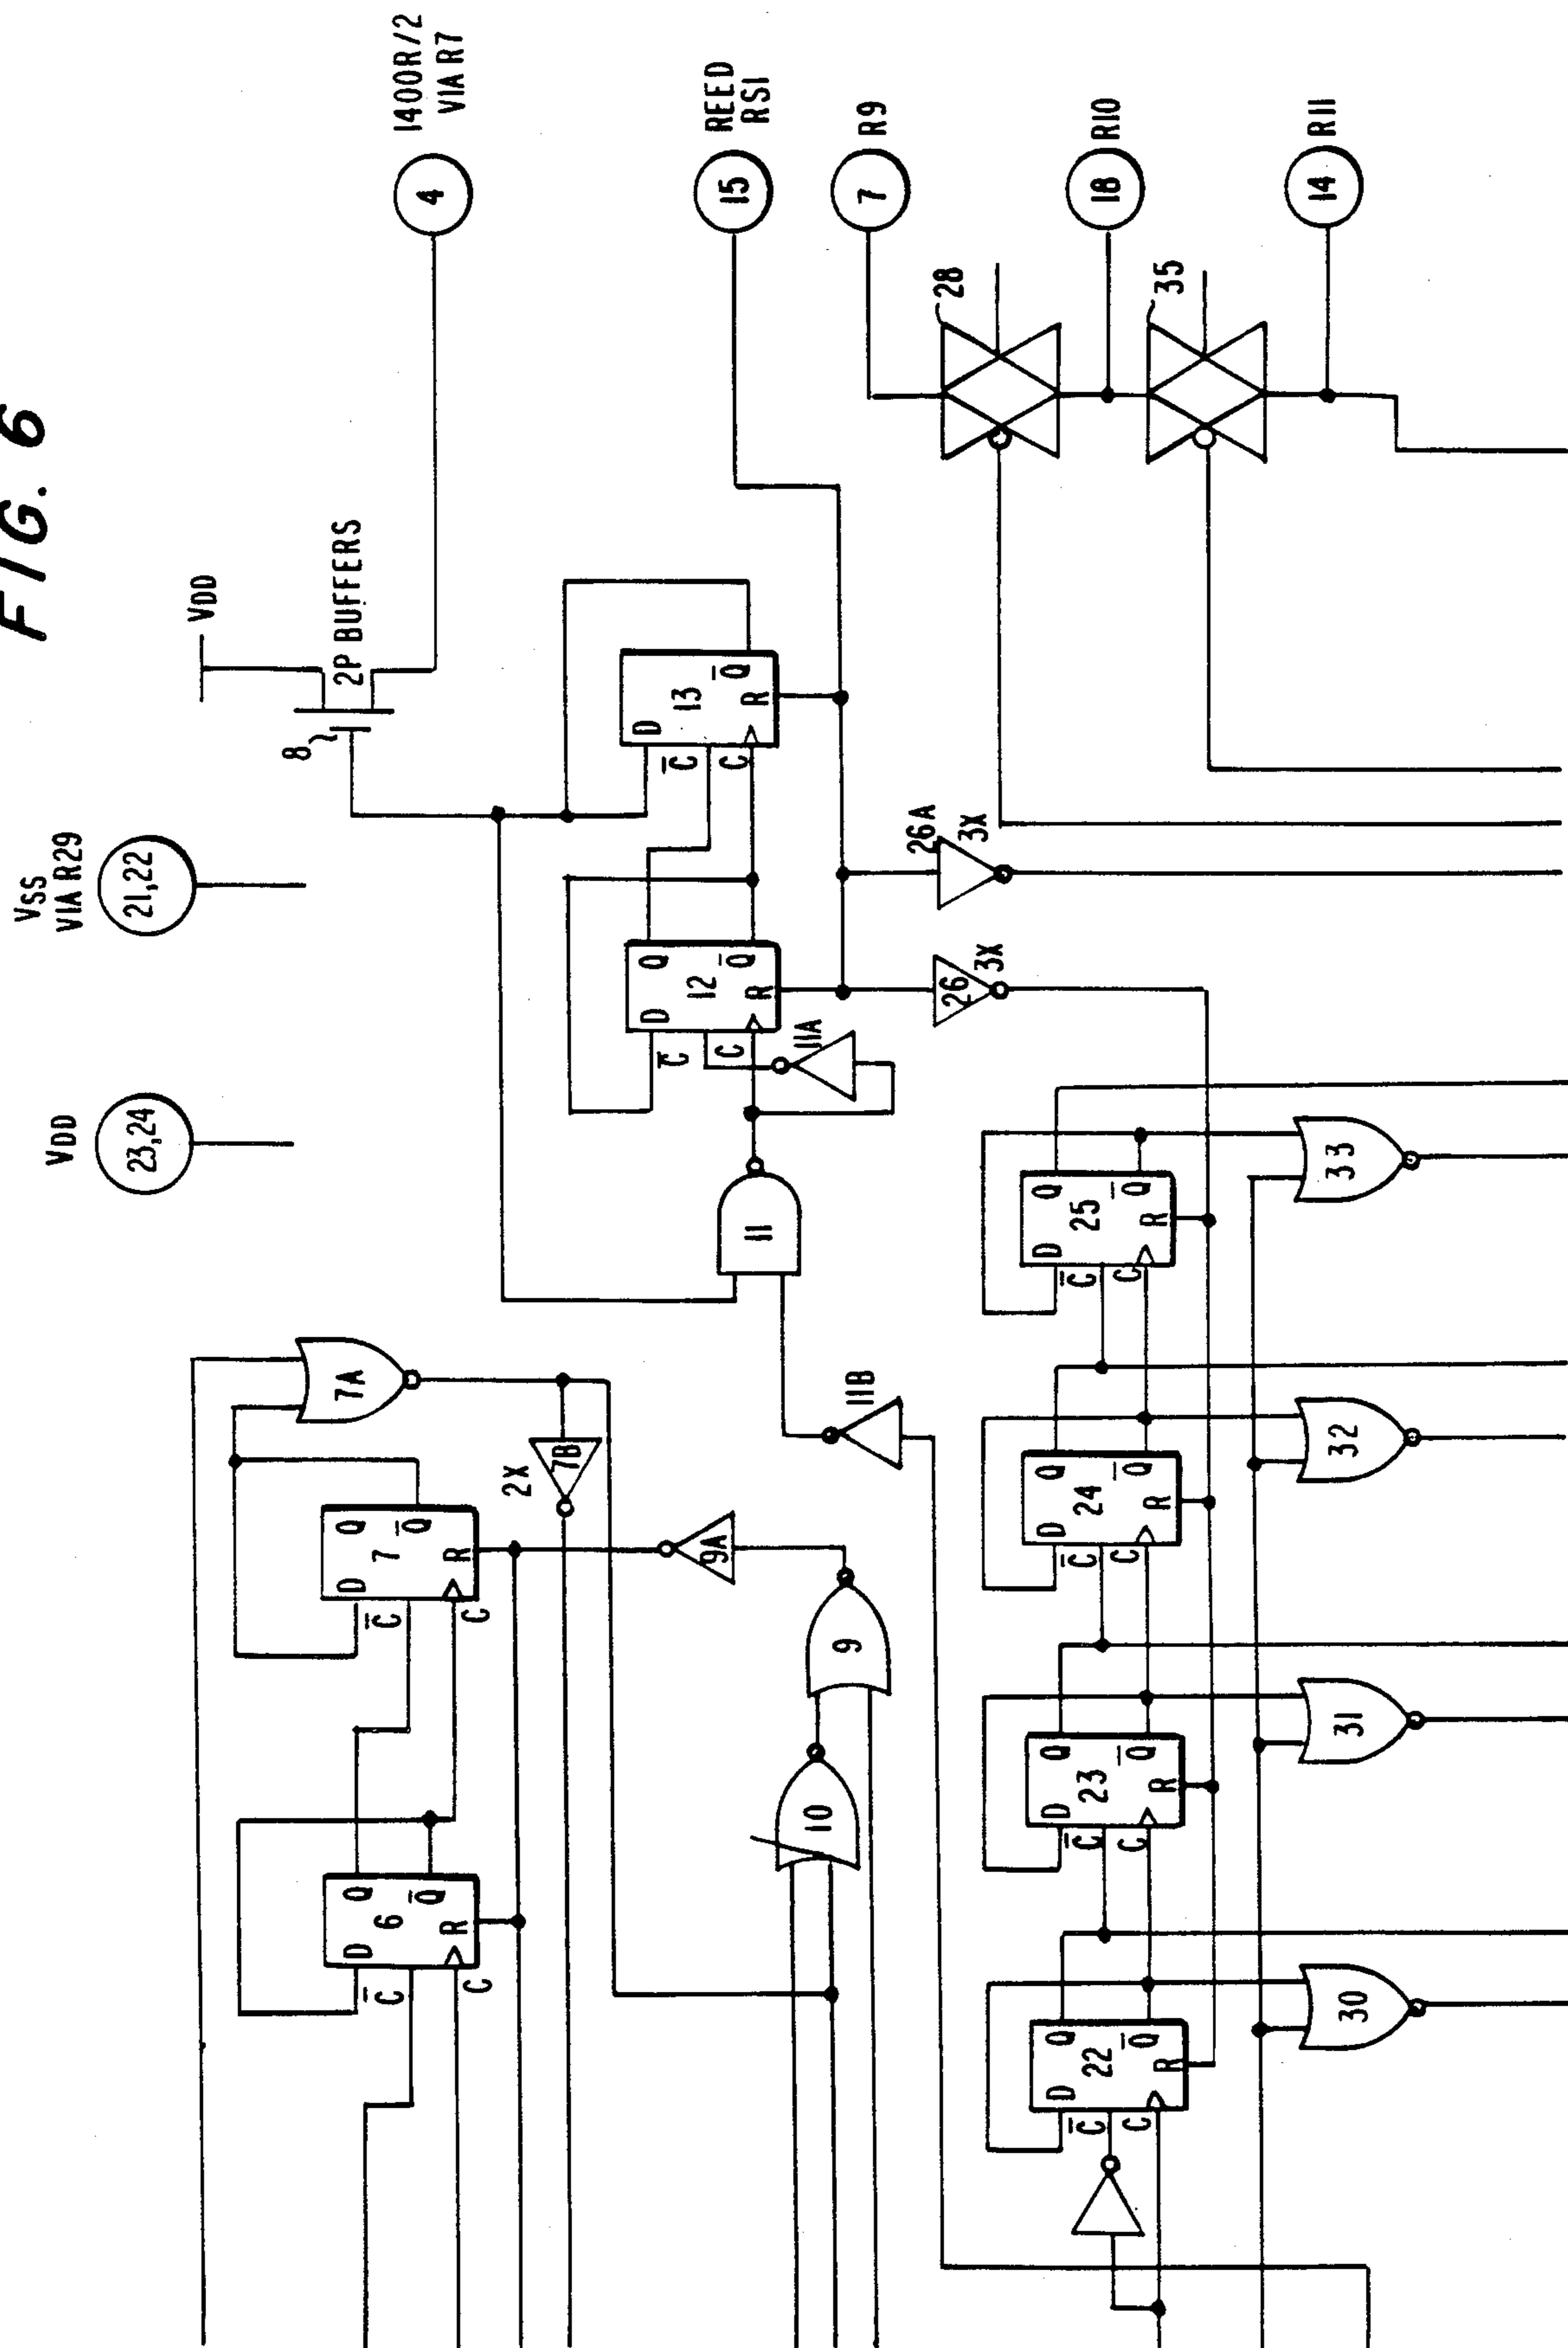 FIG. 6
VDD
23,24
VSS
VIA R29
21,22
VDD
8
2P BUFFERS
4
1400R/2
VIA R7
6
D
C̅
C
Q
Q̅
R
7
D
C̅
C
Q
Q̅
R
7A
7B
2X
9A
9
10
11
11A
11B
12
D
C̅
C
Q
Q̅
R
13
D
C̅
C
Q̅
R
15
REED
RS1
7
R9
26
3X
26A
3X
28
18
R10
35
14
R11
22
D
C̅
C
Q
Q̅
R
23
D
C̅
C
Q
Q̅
R
24
D
C̅
C
Q
Q̅
R
25
D
C̅
C
Q
Q̅
R
30
31
32
33